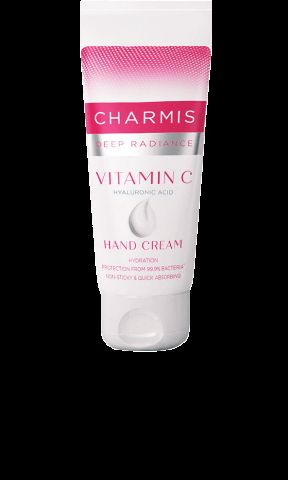 CHARMIS
DEEP RADIANCE
VITAMIN C
HYALURONIC ACID
HAND CREAM
HYDRATION
PROTECTION FROM 99.9% BACTERIA*
NON-STICKY & QUICK ABSORBING